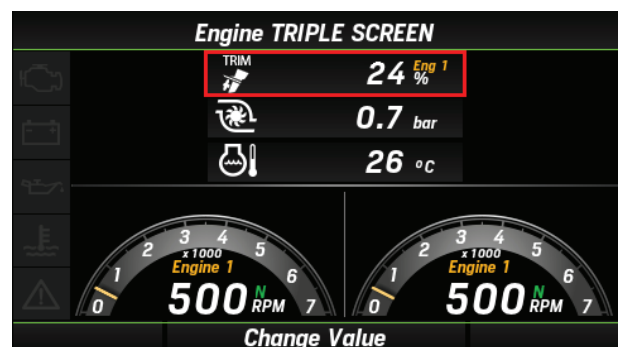 Engine TRIPLE SCREEN
TRIM
24 % Eng 1
0.7 bar
26 °C
0 1 2 3 4 5 6 7
x 1000
Engine 1
500 N RPM
0 1 2 3 4 5 6 7
x 1000
Engine 1
500 N RPM
Change Value